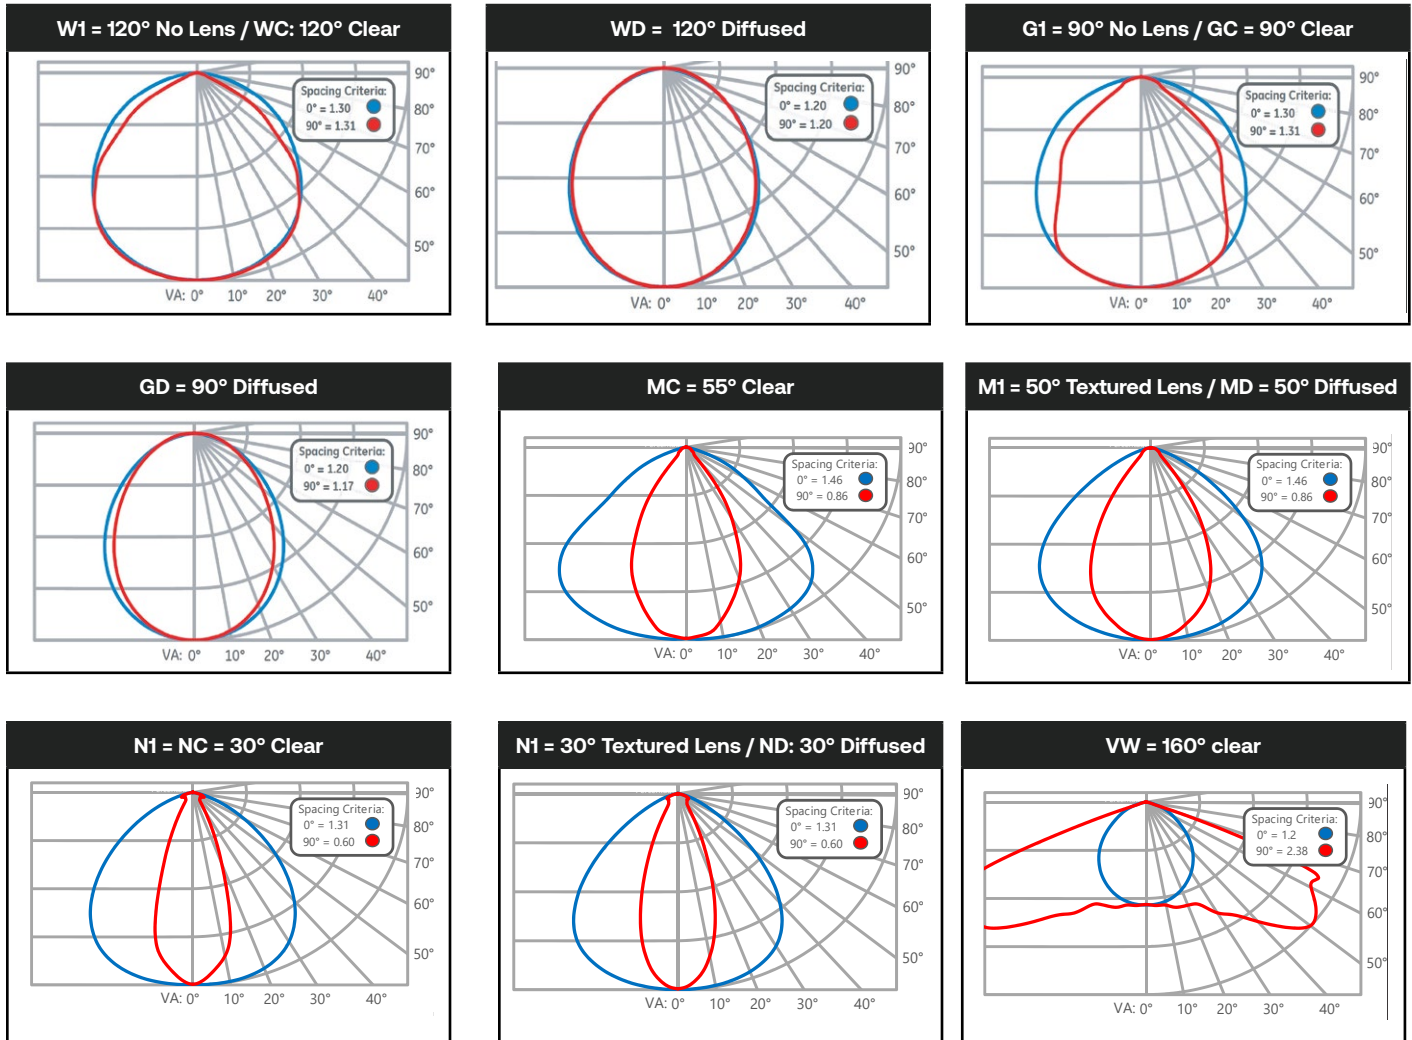 W1 = 120° No Lens / WC: 120° Clear
Spacing Criteria:
0° = 1.30
90° = 1.31
90°
80°
70°
60°
50°
VA: 0° 10° 20° 30° 40°
WD = 120° Diffused
Spacing Criteria:
0° = 1.20
90° = 1.20
90°
80°
70°
60°
50°
VA: 0° 10° 20° 30° 40°
G1 = 90° No Lens / GC = 90° Clear
Spacing Criteria:
0° = 1.30
90° = 1.31
90°
80°
70°
60°
50°
VA: 0° 10° 20° 30° 40°
GD = 90° Diffused
Spacing Criteria:
0° = 1.20
90° = 1.17
90°
80°
70°
60°
50°
VA: 0° 10° 20° 30° 40°
MC = 55° Clear
Spacing Criteria:
0° = 1.46
90° = 0.86
90°
80°
70°
60°
50°
VA: 0° 10° 20° 30° 40°
M1 = 50° Textured Lens / MD = 50° Diffused
Spacing Criteria:
0° = 1.46
90° = 0.86
90°
80°
70°
60°
50°
VA: 0° 10° 20° 30° 40°
N1 = NC = 30° Clear
Spacing Criteria:
0° = 1.31
90° = 0.60
90°
80°
70°
60°
50°
VA: 0° 10° 20° 30° 40°
N1 = 30° Textured Lens / ND: 30° Diffused
Spacing Criteria:
0° = 1.31
90° = 0.60
90°
80°
70°
60°
50°
VA: 0° 10° 20° 30° 40°
VW = 160° clear
Spacing Criteria:
0° = 1.2
90° = 2.38
90°
80°
70°
60°
50°
VA: 0° 10° 20° 30° 40°